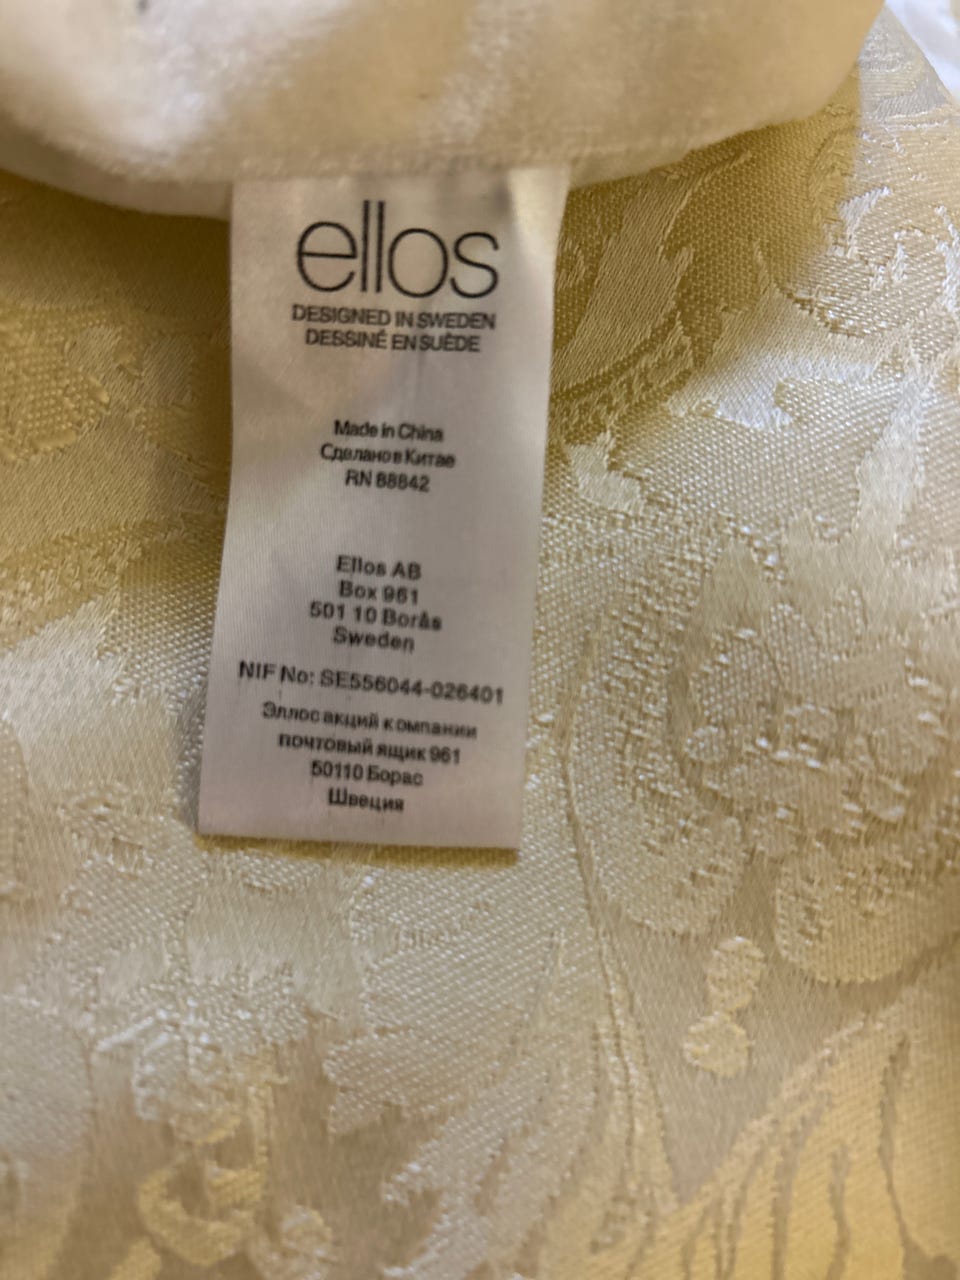 ellos
DESIGNED IN SWEDEN
DESSINÉ EN SUÈDE
Made in China
Сделано в Китае
RN 88842
Ellos AB
Box 961
501 10 Borås
Sweden
NIF No: SE556044-026401
Эллос акций компании
почтовый ящик 961
50110 Борас
Швеция